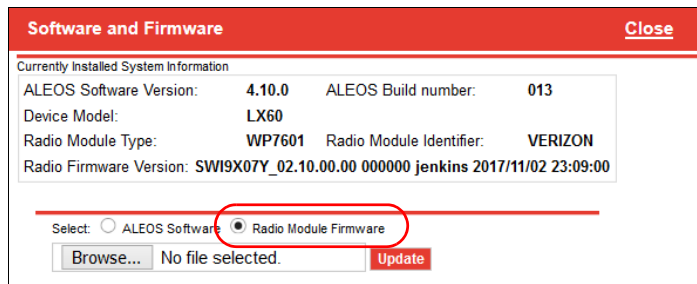 Software and Firmware Close
Currently Installed System Information
ALEOS Software Version: 4.10.0 ALEOS Build number: 013
Device Model: LX60
Radio Module Type: WP7601 Radio Module Identifier: VERIZON
Radio Firmware Version: SWI9X07Y_02.10.00.00 000000 jenkins 2017/11/02 23:09:00
Select: ALEOS Software Radio Module Firmware
Browse... No file selected. Update